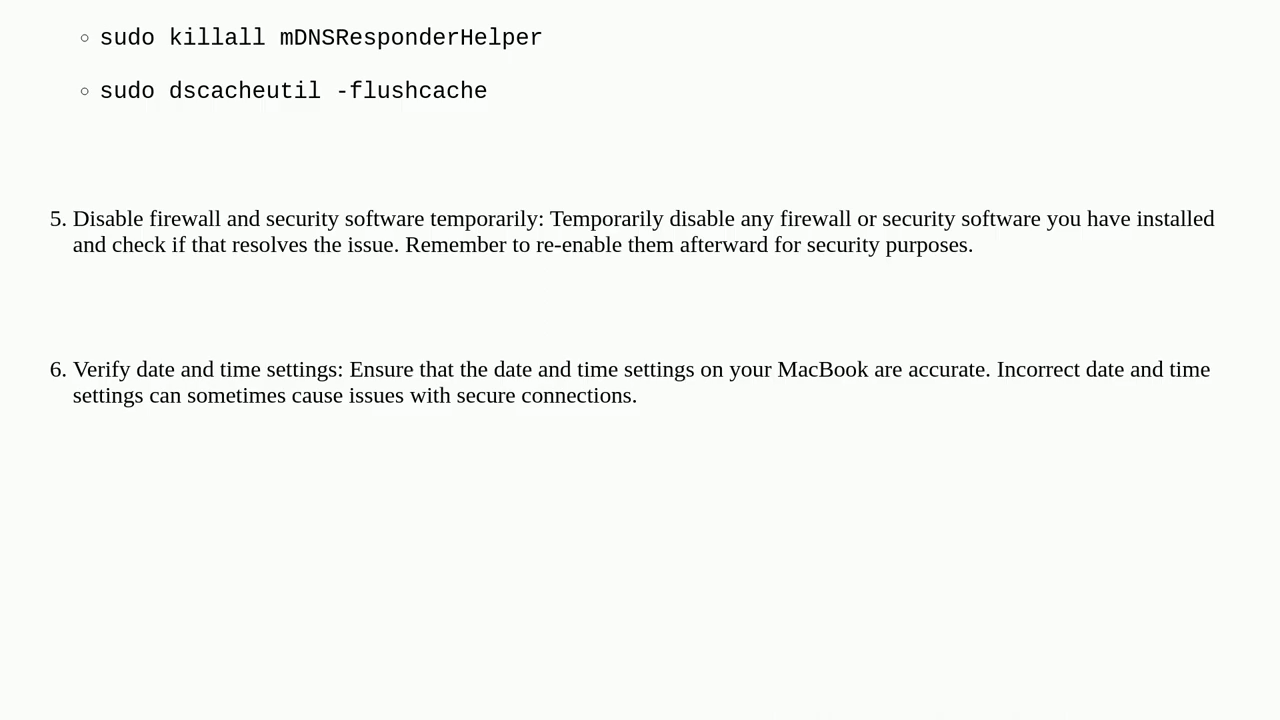 ◦ sudo killall mDNSResponderHelper
◦ sudo dscacheutil -flushcache
5. Disable firewall and security software temporarily: Temporarily disable any firewall or security software you have installed
and check if that resolves the issue. Remember to re-enable them afterward for security purposes.
6. Verify date and time settings: Ensure that the date and time settings on your MacBook are accurate. Incorrect date and time
settings can sometimes cause issues with secure connections.